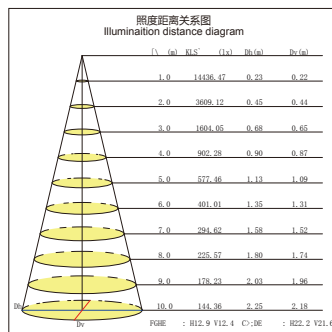 照度距离关系图
Illuminaition distance diagram
(m) KLS` (lx) Dh(m) Dv(m)
1.0 14436.47 0.23 0.22
2.0 3609.12 0.45 0.44
3.0 1604.05 0.68 0.65
4.0 902.28 0.90 0.87
5.0 577.46 1.13 1.09
6.0 401.01 1.35 1.31
7.0 294.62 1.58 1.52
8.0 225.57 1.80 1.74
9.0 178.23 2.03 1.96
Dh 10.0 144.36 2.25 2.18
Dv
FGHE : H12.9 V12.4 :DE : H22.2 V21.6